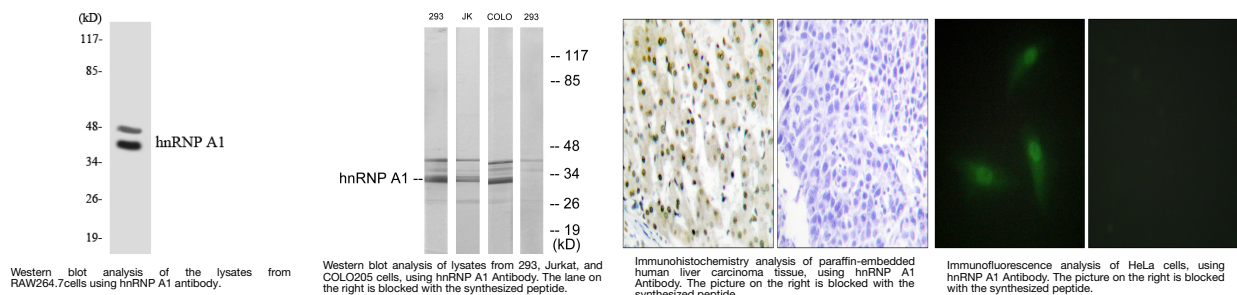 (kD)
117-
85-
48-
34-
26-
19-
hnRNP A1
Western blot analysis of the lysates from
RAW264.7cells using hnRNP A1 antibody.
293 JK COLO 293
-- 117
-- 85
-- 48
-- 34
-- 26
-- 19
(kD)
hnRNP A1 --
Western blot analysis of lysates from 293, Jurkat, and
COLO205 cells, using hnRNP A1 Antibody. The lane on
the right is blocked with the synthesized peptide.
Immunohistochemistry analysis of paraffin-embedded
human liver carcinoma tissue, using hnRNP A1
Antibody. The picture on the right is blocked with the
synthesized peptide.
Immunofluorescence analysis of HeLa cells, using
hnRNP A1 Antibody. The picture on the right is blocked
with the synthesized peptide.